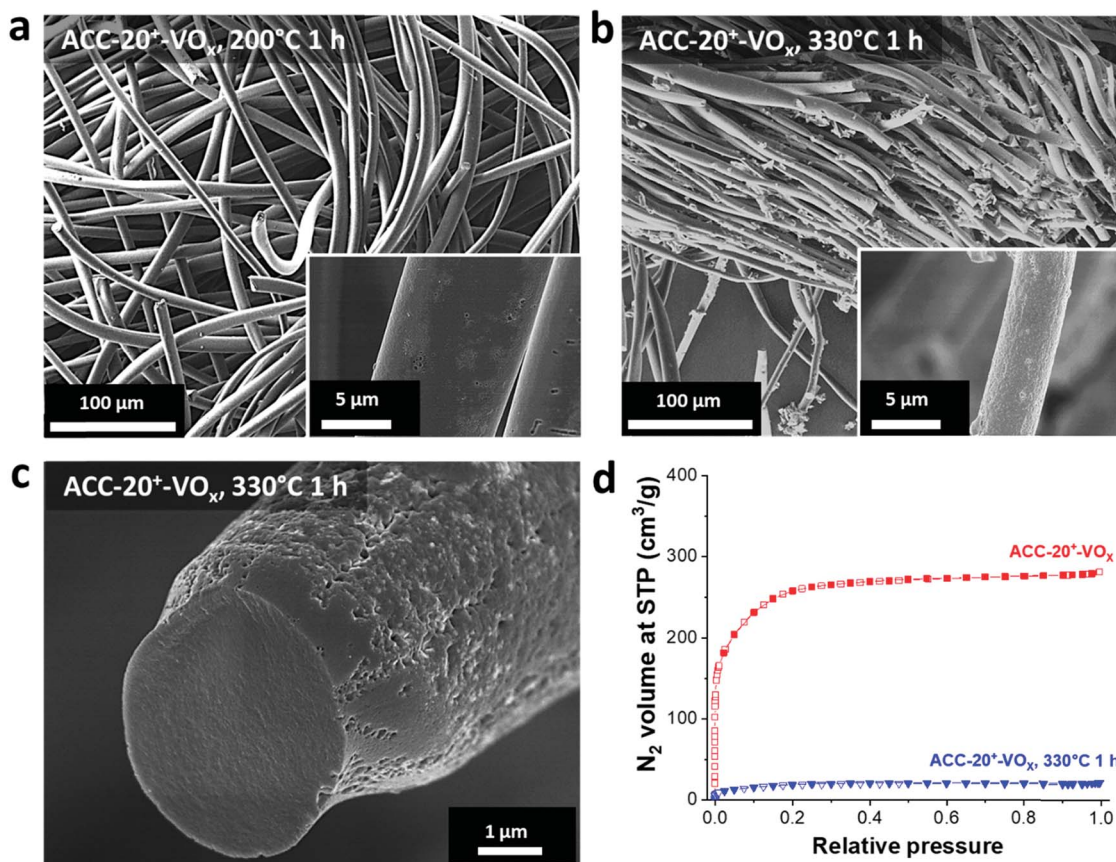 a
ACC-20⁺-VOₓ, 200°C 1 h
100 µm
5 µm
b
ACC-20⁺-VOₓ, 330°C 1 h
100 µm
5 µm
c
ACC-20⁺-VOₓ, 330°C 1 h
1 µm
d
N₂ volume at STP (cm³/g)
400
300
200
100
0
ACC-20⁺-VOₓ
ACC-20⁺-VOₓ, 330°C 1 h
0.0 0.2 0.4 0.6 0.8 1.0
Relative pressure